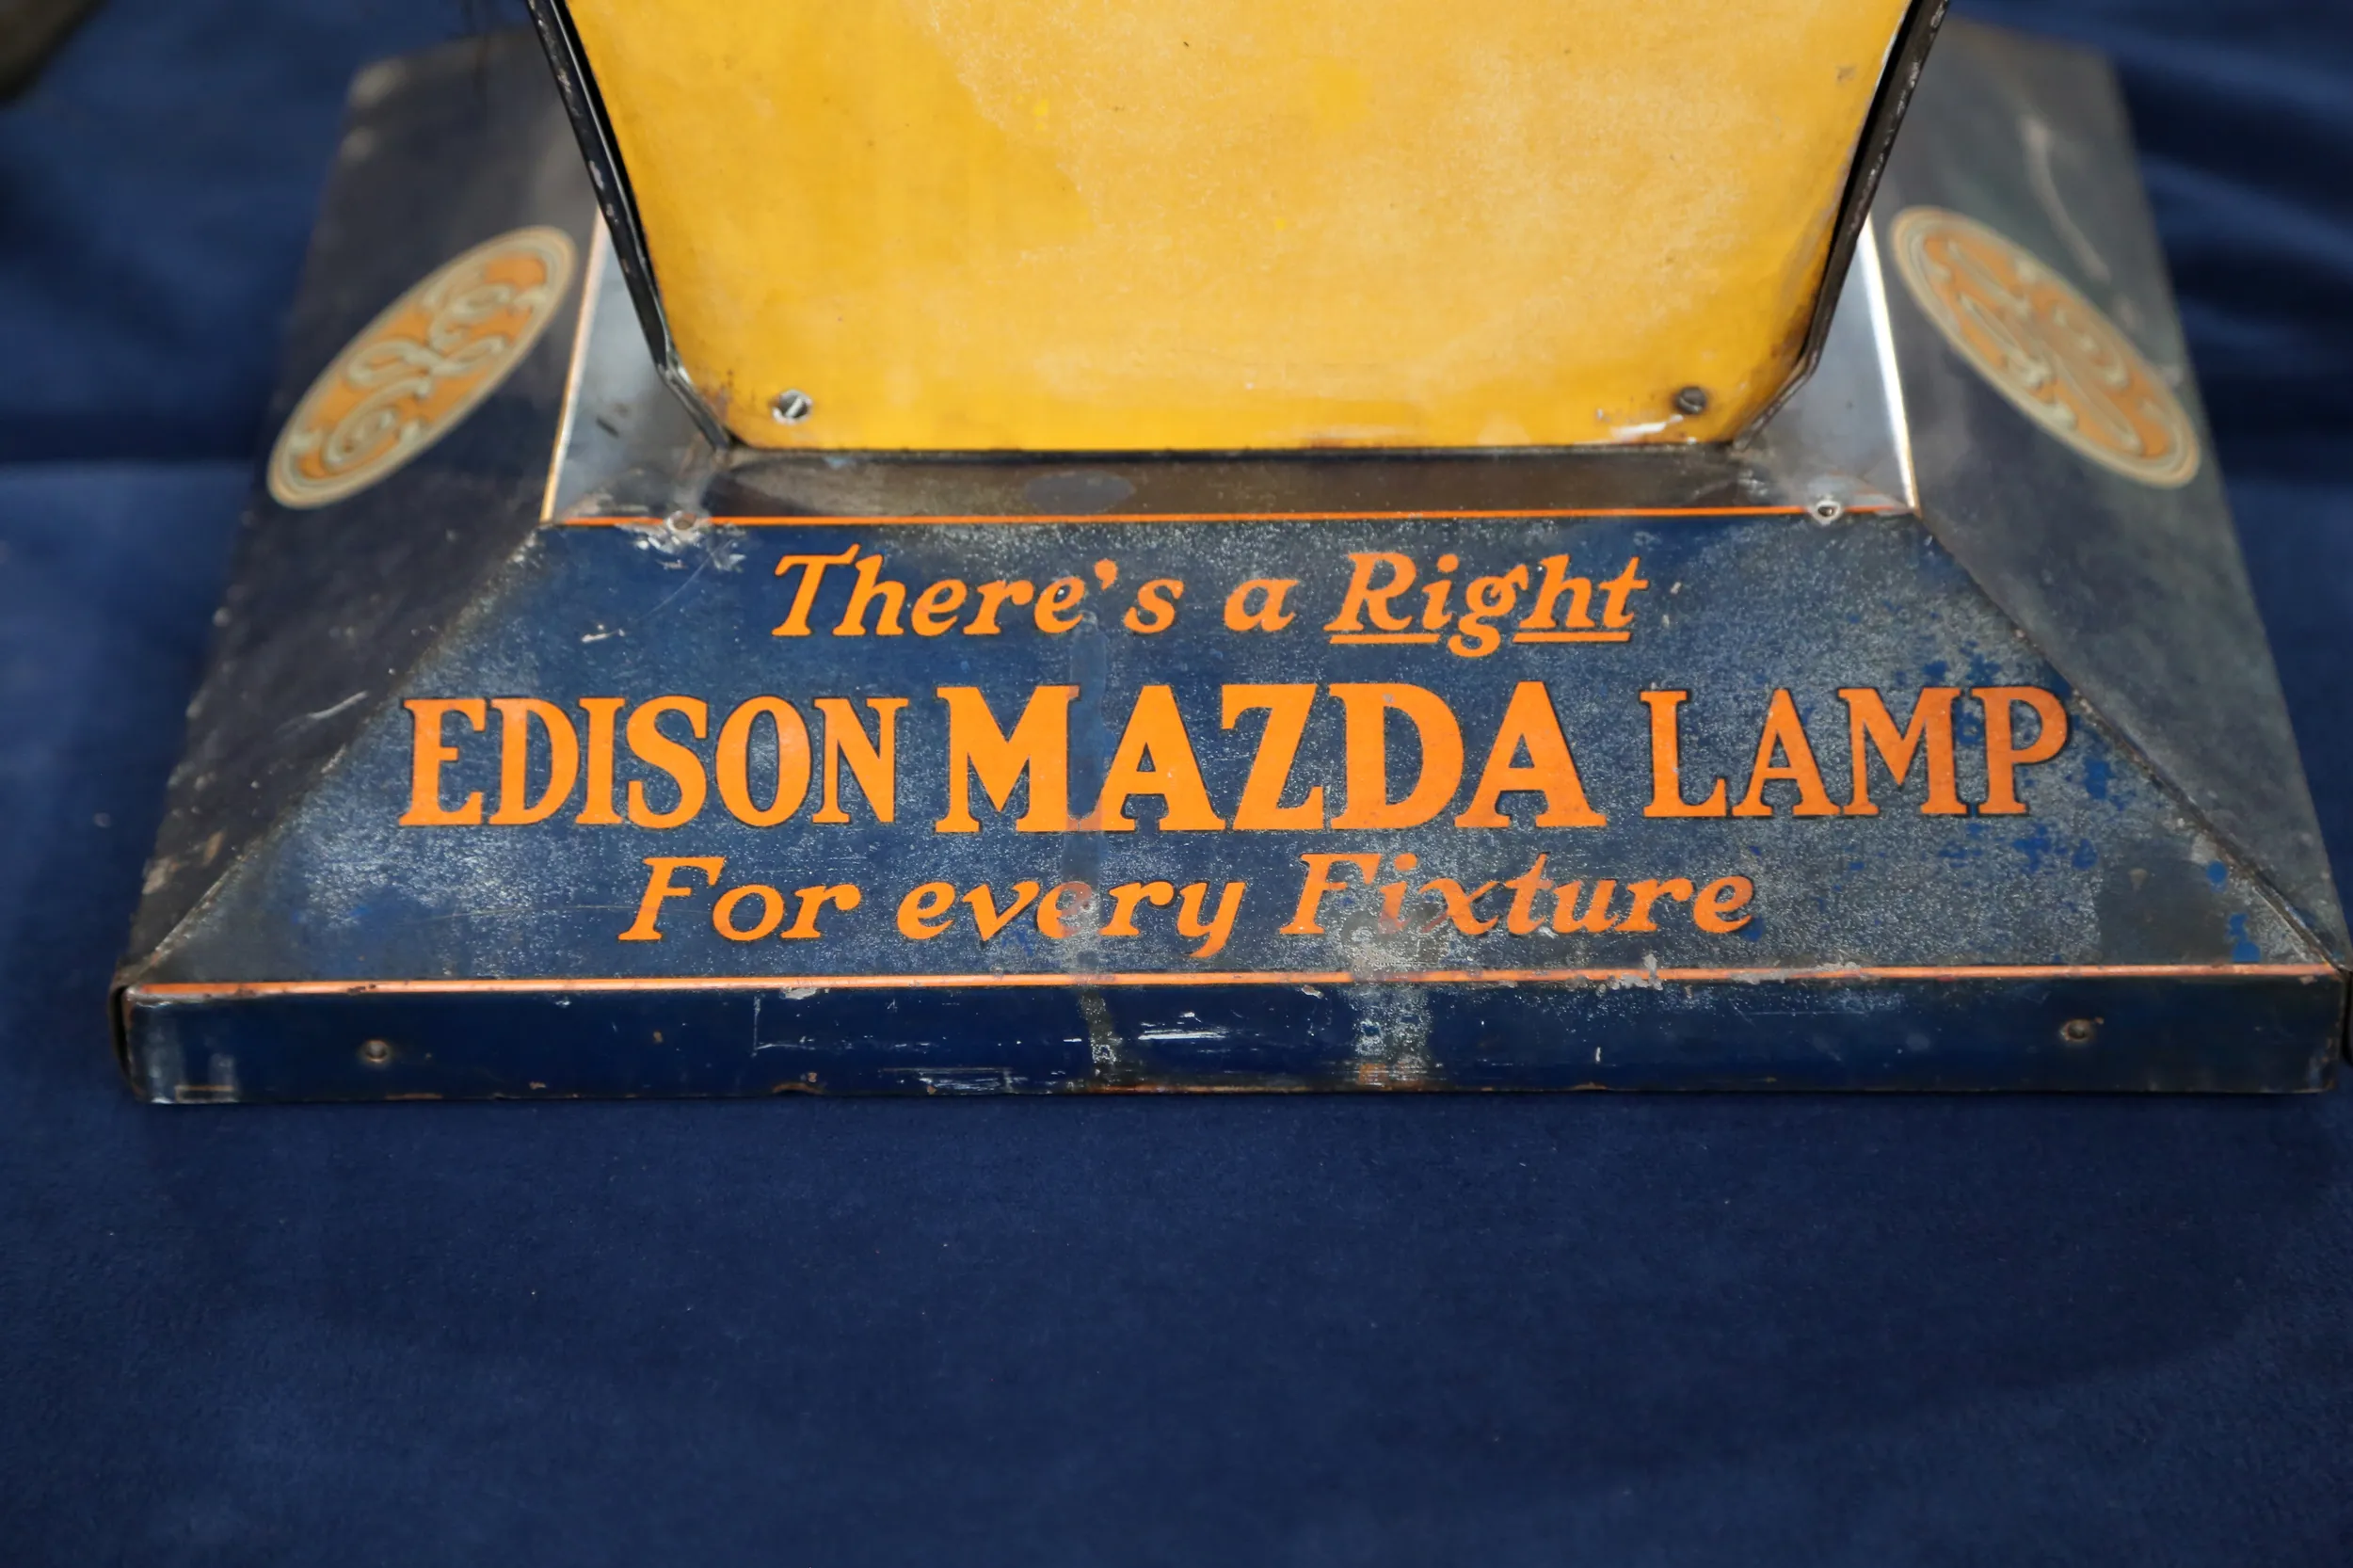 There's a Right
EDISON MAZDA LAMP
For every Fixture